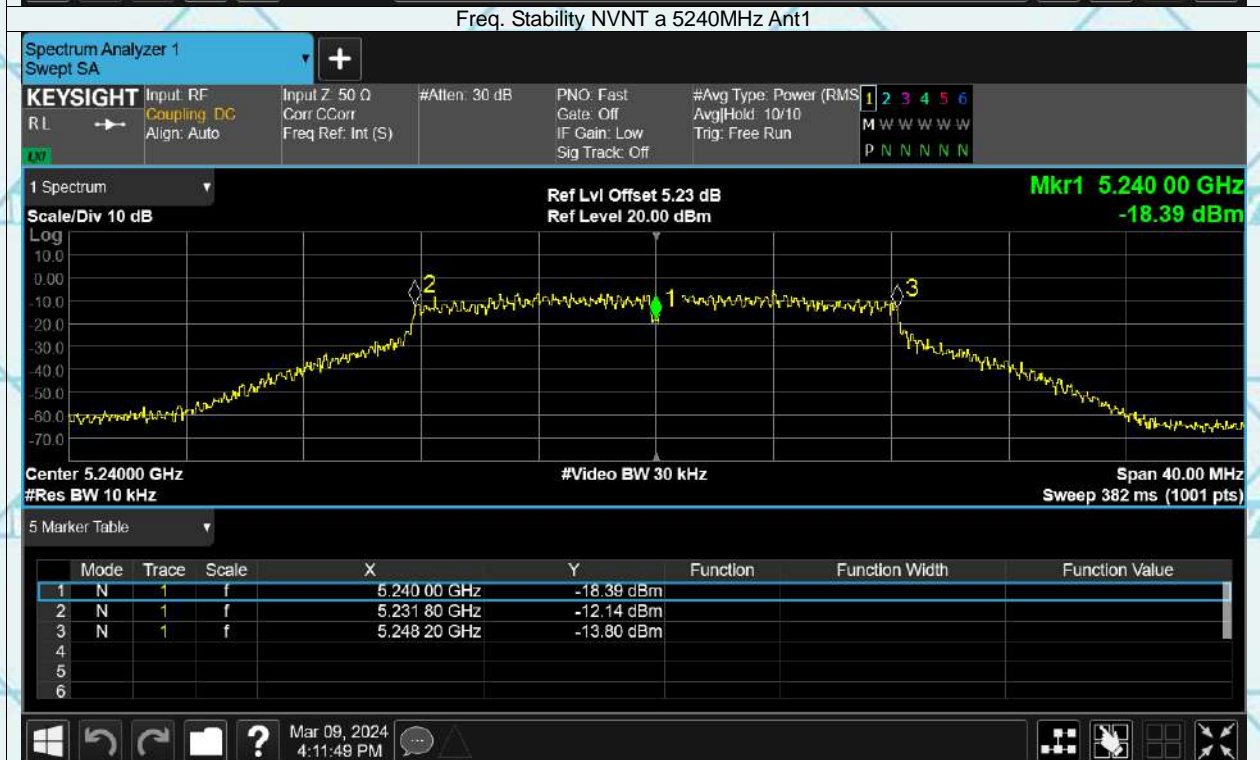 Freq. Stability NVNT a 5240MHz Ant1
Spectrum Analyzer 1
Swept SA
+
KEYSIGHT
RL
LXI
Input: RF
Coupling: DC
Align: Auto
Input Z: 50 Ω
Corr CCorr
Freq Ref: Int (S)
#Atten: 30 dB
PNO: Fast
Gate: Off
IF Gain: Low
Sig Track: Off
#Avg Type: Power (RMS
Avg|Hold: 10/10
Trig: Free Run
1 2 3 4 5 6
M W W W W W
P N N N N N
1 Spectrum
Scale/Div 10 dB
Ref Lvl Offset 5.23 dB
Ref Level 20.00 dBm
Mkr1 5.240 00 GHz
-18.39 dBm
Log
10.0
0.00
-10.0
-20.0
-30.0
-40.0
-50.0
-60.0
-70.0
2
1
3
Center 5.24000 GHz
#Video BW 30 kHz
Span 40.00 MHz
#Res BW 10 kHz
Sweep 382 ms (1001 pts)
5 Marker Table
Mode Trace Scale X Y Function Function Width Function Value
1 N 1 f 5.240 00 GHz -18.39 dBm
2 N 1 f 5.231 80 GHz -12.14 dBm
3 N 1 f 5.248 20 GHz -13.80 dBm
4
5
6
?
Mar 09, 2024
4:11:49 PM